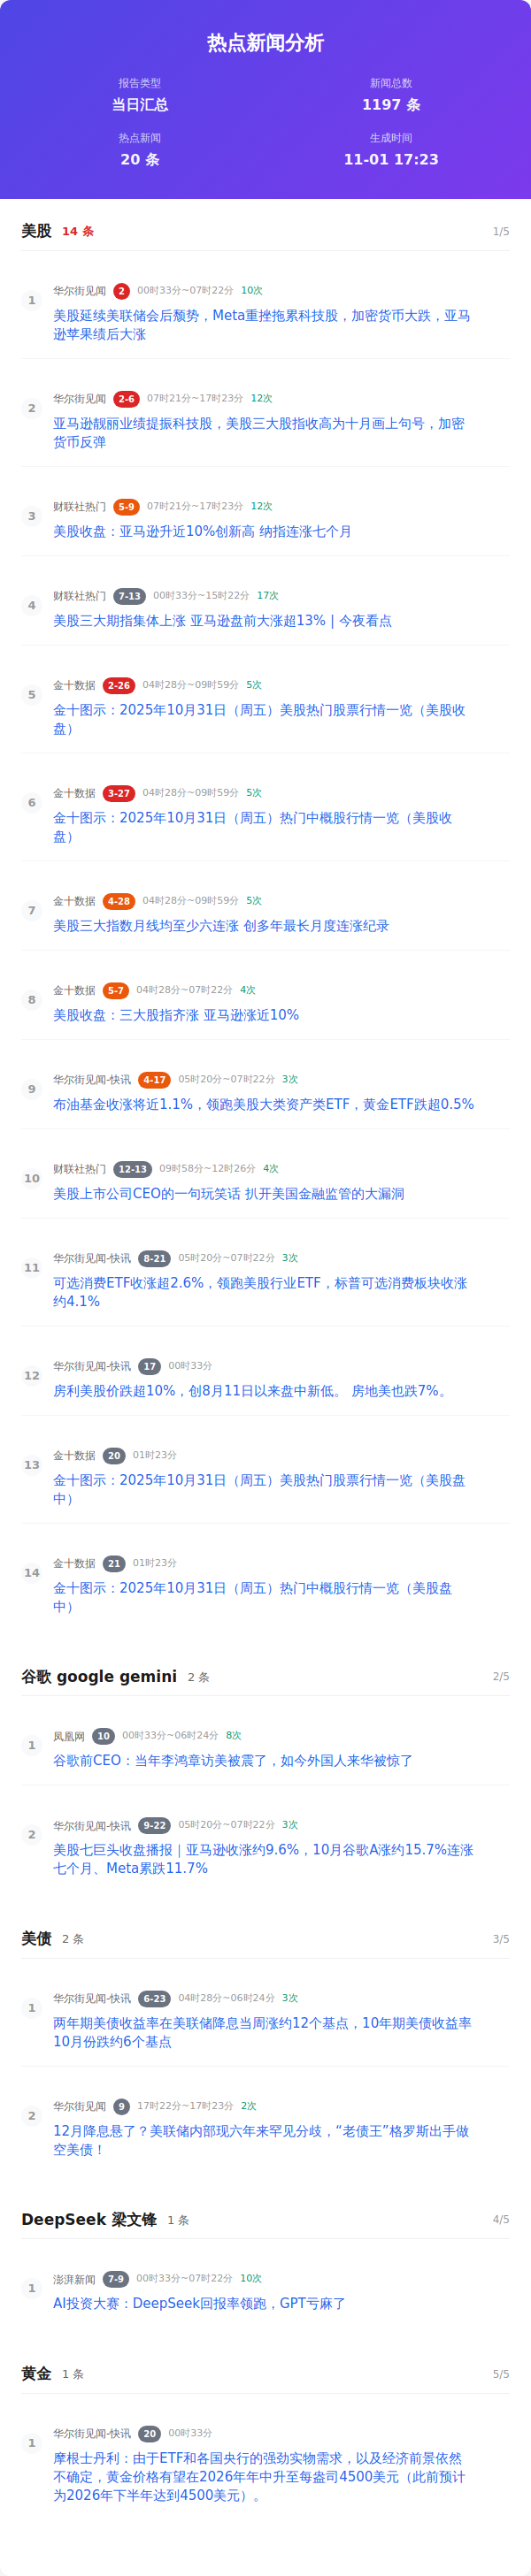 热点新闻分析
报告类型
当日汇总
新闻总数
1197 条
热点新闻
20 条
生成时间
11-01 17:23
美股 14 条 1/5
1 华尔街见闻 2 00时33分~07时22分 10次
美股延续美联储会后颓势，Meta重挫拖累科技股，加密货币大跌，亚马
逊苹果绩后大涨
2 华尔街见闻 2-6 07时21分~17时23分 12次
亚马逊靓丽业绩提振科技股，美股三大股指收高为十月画上句号，加密
货币反弹
3 财联社热门 5-9 07时21分~17时23分 12次
美股收盘：亚马逊升近10%创新高 纳指连涨七个月
4 财联社热门 7-13 00时33分~15时22分 17次
美股三大期指集体上涨 亚马逊盘前大涨超13% | 今夜看点
5 金十数据 2-26 04时28分~09时59分 5次
金十图示：2025年10月31日（周五）美股热门股票行情一览（美股收
盘）
6 金十数据 3-27 04时28分~09时59分 5次
金十图示：2025年10月31日（周五）热门中概股行情一览（美股收
盘）
7 金十数据 4-28 04时28分~09时59分 5次
美股三大指数月线均至少六连涨 创多年最长月度连涨纪录
8 金十数据 5-7 04时28分~07时22分 4次
美股收盘：三大股指齐涨 亚马逊涨近10%
9 华尔街见闻-快讯 4-17 05时20分~07时22分 3次
布油基金收涨将近1.1%，领跑美股大类资产类ETF，黄金ETF跌超0.5%
10 财联社热门 12-13 09时58分~12时26分 4次
美股上市公司CEO的一句玩笑话 扒开美国金融监管的大漏洞
11 华尔街见闻-快讯 8-21 05时20分~07时22分 3次
可选消费ETF收涨超2.6%，领跑美股行业ETF，标普可选消费板块收涨
约4.1%
12 华尔街见闻-快讯 17 00时33分
房利美股价跌超10%，创8月11日以来盘中新低。 房地美也跌7%。
13 金十数据 20 01时23分
金十图示：2025年10月31日（周五）美股热门股票行情一览（美股盘
中）
14 金十数据 21 01时23分
金十图示：2025年10月31日（周五）热门中概股行情一览（美股盘
中）
谷歌 google gemini 2 条 2/5
1 凤凰网 10 00时33分~06时24分 8次
谷歌前CEO：当年李鸿章访美被震了，如今外国人来华被惊了
2 华尔街见闻-快讯 9-22 05时20分~07时22分 3次
美股七巨头收盘播报｜亚马逊收涨约9.6%，10月谷歌A涨约15.7%连涨
七个月、Meta累跌11.7%
美债 2 条 3/5
1 华尔街见闻-快讯 6-23 04时28分~06时24分 3次
两年期美债收益率在美联储降息当周涨约12个基点，10年期美债收益率
10月份跌约6个基点
2 华尔街见闻 9 17时22分~17时23分 2次
12月降息悬了？美联储内部现六年来罕见分歧，“老债王”格罗斯出手做
空美债！
DeepSeek 梁文锋 1 条 4/5
1 澎湃新闻 7-9 00时33分~07时22分 10次
AI投资大赛：DeepSeek回报率领跑，GPT亏麻了
黄金 1 条 5/5
1 华尔街见闻-快讯 20 00时33分
摩根士丹利：由于ETF和各国央行的强劲实物需求，以及经济前景依然
不确定，黄金价格有望在2026年年中升至每盎司4500美元（此前预计
为2026年下半年达到4500美元）。